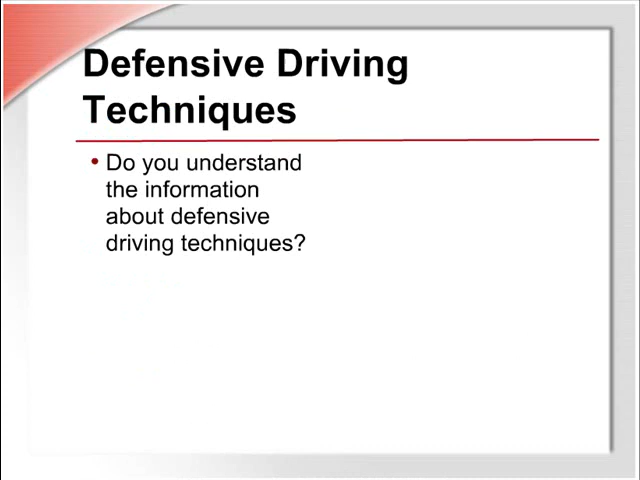 Defensive Driving
Techniques
• Do you understand
the information
about defensive
driving techniques?